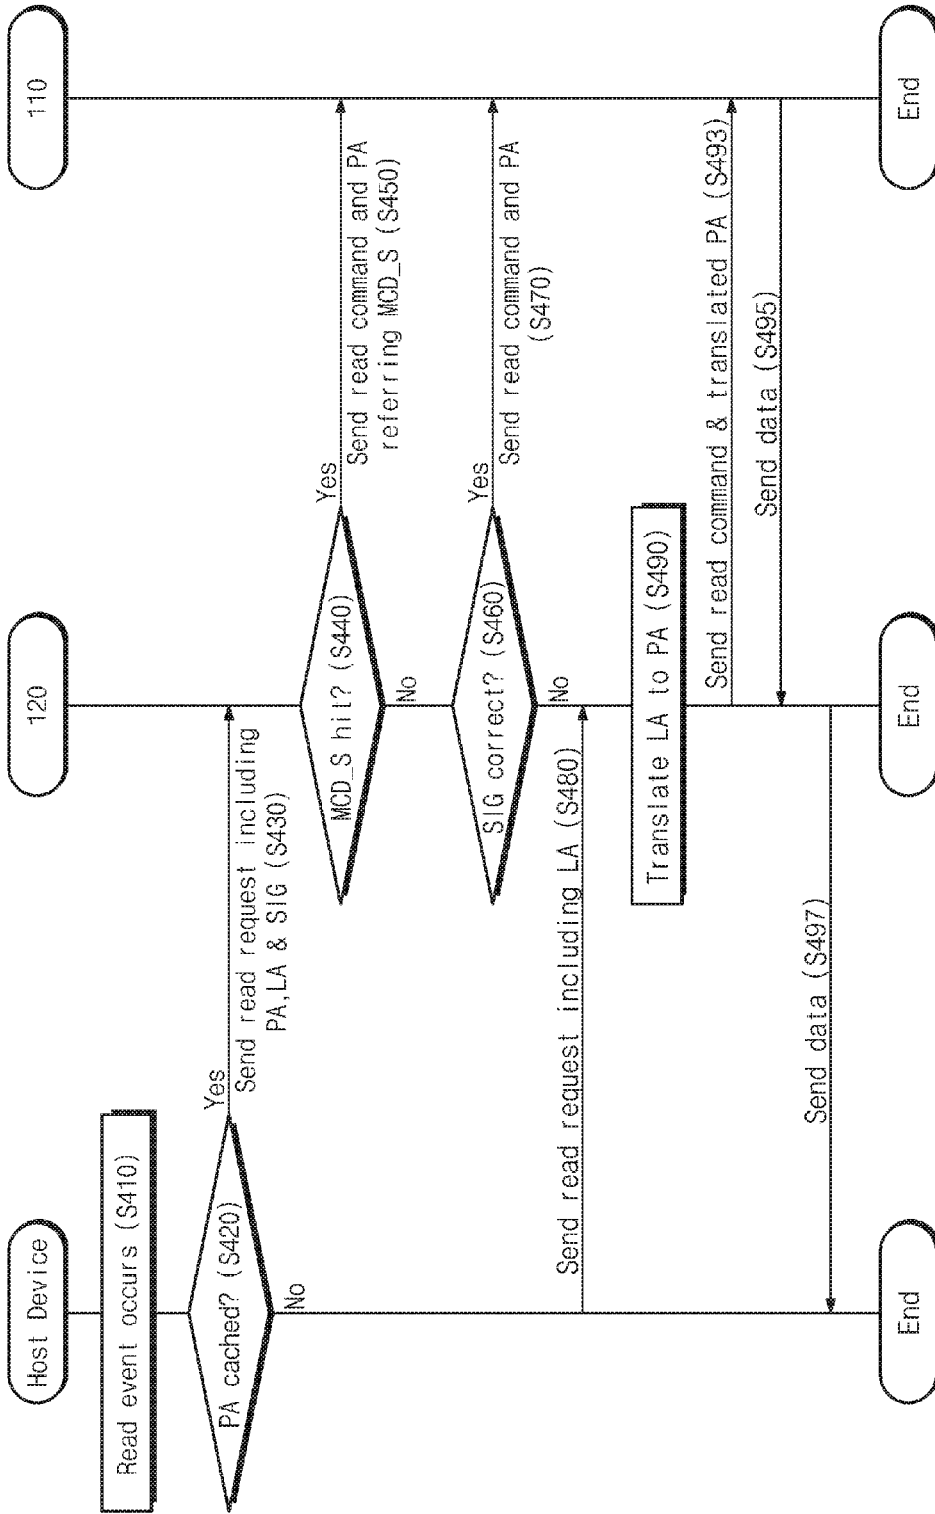 Host Device
120
110
Read event occurs (S410)
PA cached? (S420)
Yes
No
Send read request including
PA,LA & SIG (S430)
MCD_S hit? (S440)
Yes
No
Send read command and PA
referring MCD_S (S450)
SIG correct? (S460)
Yes
No
Send read command and PA
(S470)
Send read request including LA (S480)
Translate LA to PA (S490)
Send read command & translated PA (S493)
Send data (S495)
Send data (S497)
End
End
End